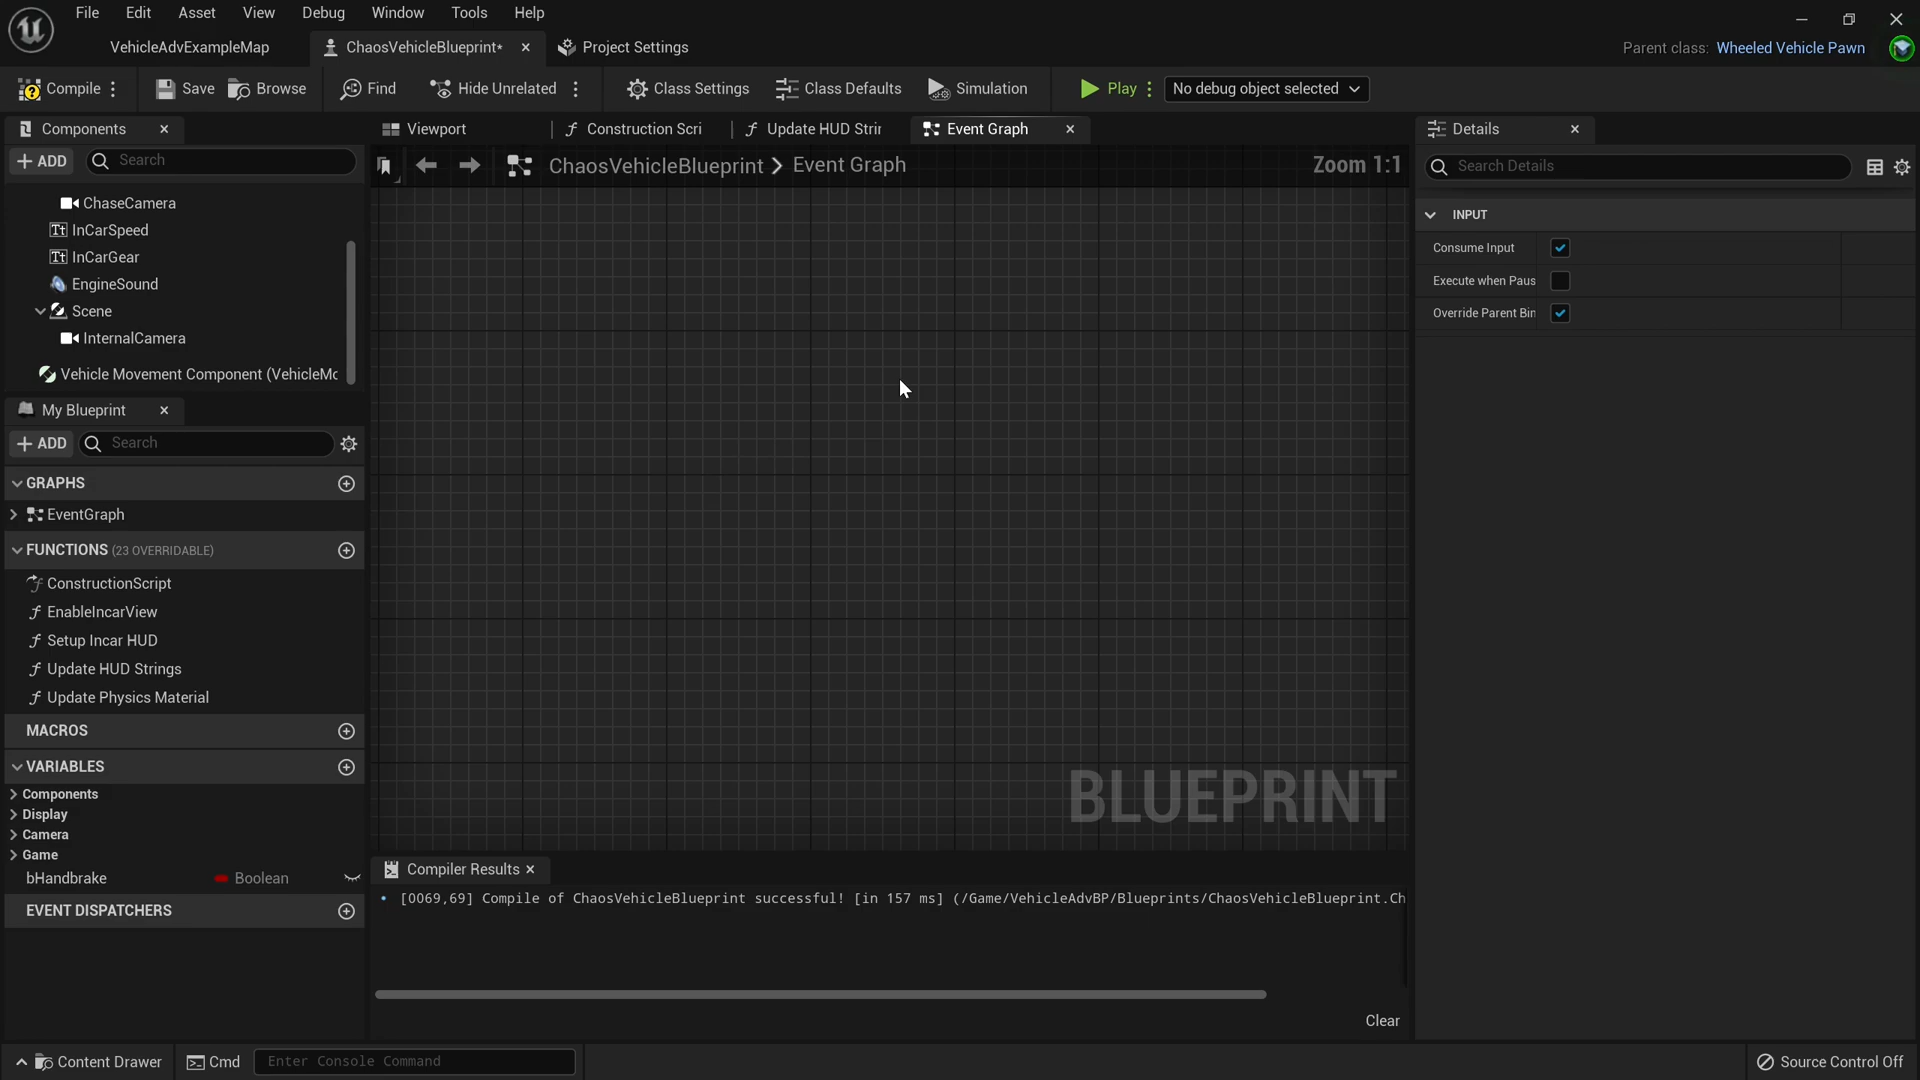 File Edit Asset View Debug Window Tools Help
VehicleAdvExampleMap ChaosVehicleBlueprint* Project Settings Parent class: Wheeled Vehicle Pawn
Compile Save Browse Find Hide Unrelated Class Settings Class Defaults Simulation Play No debug object selected
Components Viewport Construction Scri Update HUD Strir Event Graph Details
ADD Search ChaosVehicleBlueprint Event Graph Zoom 1:1 Search Details
ChaseCamera
InCarSpeed
InCarGear
EngineSound
Scene
InternalCamera
Vehicle Movement Component (VehicleMc
INPUT
Consume Input
Execute when Paus
Override Parent Bin
My Blueprint
ADD Search
GRAPHS
EventGraph
FUNCTIONS (23 OVERRIDABLE)
ConstructionScript
EnableIncarView
Setup Incar HUD
Update HUD Strings
Update Physics Material
MACROS
VARIABLES
Components
Display
Camera
Game
bHandbrake Boolean
EVENT DISPATCHERS
BLUEPRINT
Compiler Results
[0069,69] Compile of ChaosVehicleBlueprint successful! [in 157 ms] (/Game/VehicleAdvBP/Blueprints/ChaosVehicleBlueprint.Ch
Clear
Content Drawer Cmd Enter Console Command Source Control Off